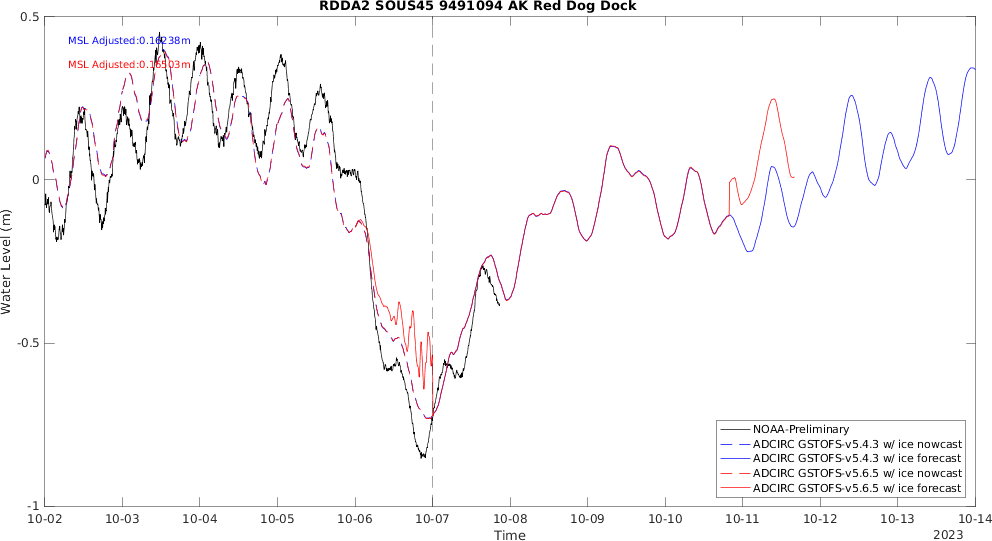 RDDA2 SOUS45 9491094 AK Red Dog Dock
MSL Adjusted:0.16238m
MSL Adjusted:0.16503m
Water Level (m)
0.5
0
-0.5
-1
NOAA-Preliminary
ADCIRC GSTOFS-v5.4.3 w/ ice nowcast
ADCIRC GSTOFS-v5.4.3 w/ ice forecast
ADCIRC GSTOFS-v5.6.5 w/ ice nowcast
ADCIRC GSTOFS-v5.6.5 w/ ice forecast
10-02 10-03 10-04 10-05 10-06 10-07 10-08 10-09 10-10 10-11 10-12 10-13 10-14
Time
2023